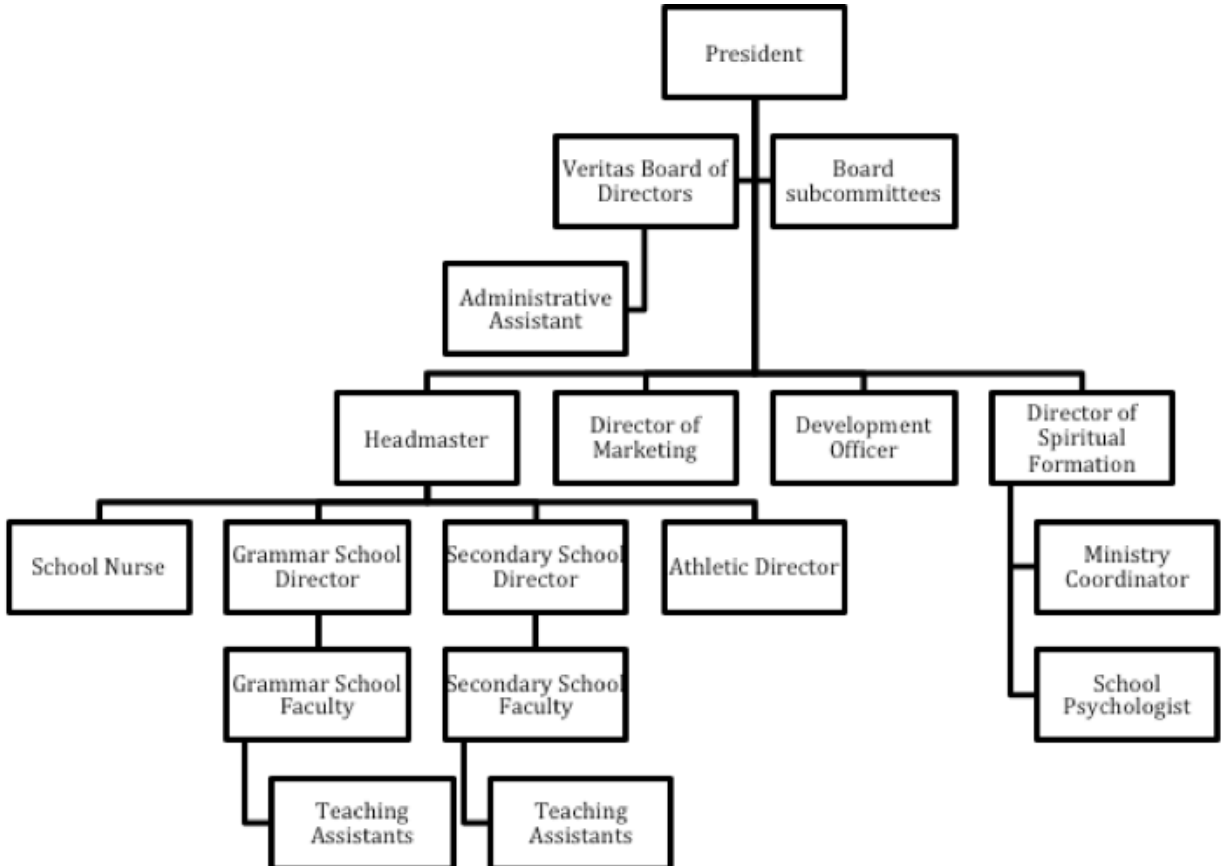 President
Veritas Board of
Directors
Board
subcommittees
Administrative
Assistant
Headmaster
Director of
Marketing
Development
Officer
Director of
Spiritual
Formation
School Nurse
Grammar School
Director
Secondary School
Director
Athletic Director
Ministry
Coordinator
Grammar School
Faculty
Secondary School
Faculty
School
Psychologist
Teaching
Assistants
Teaching
Assistants